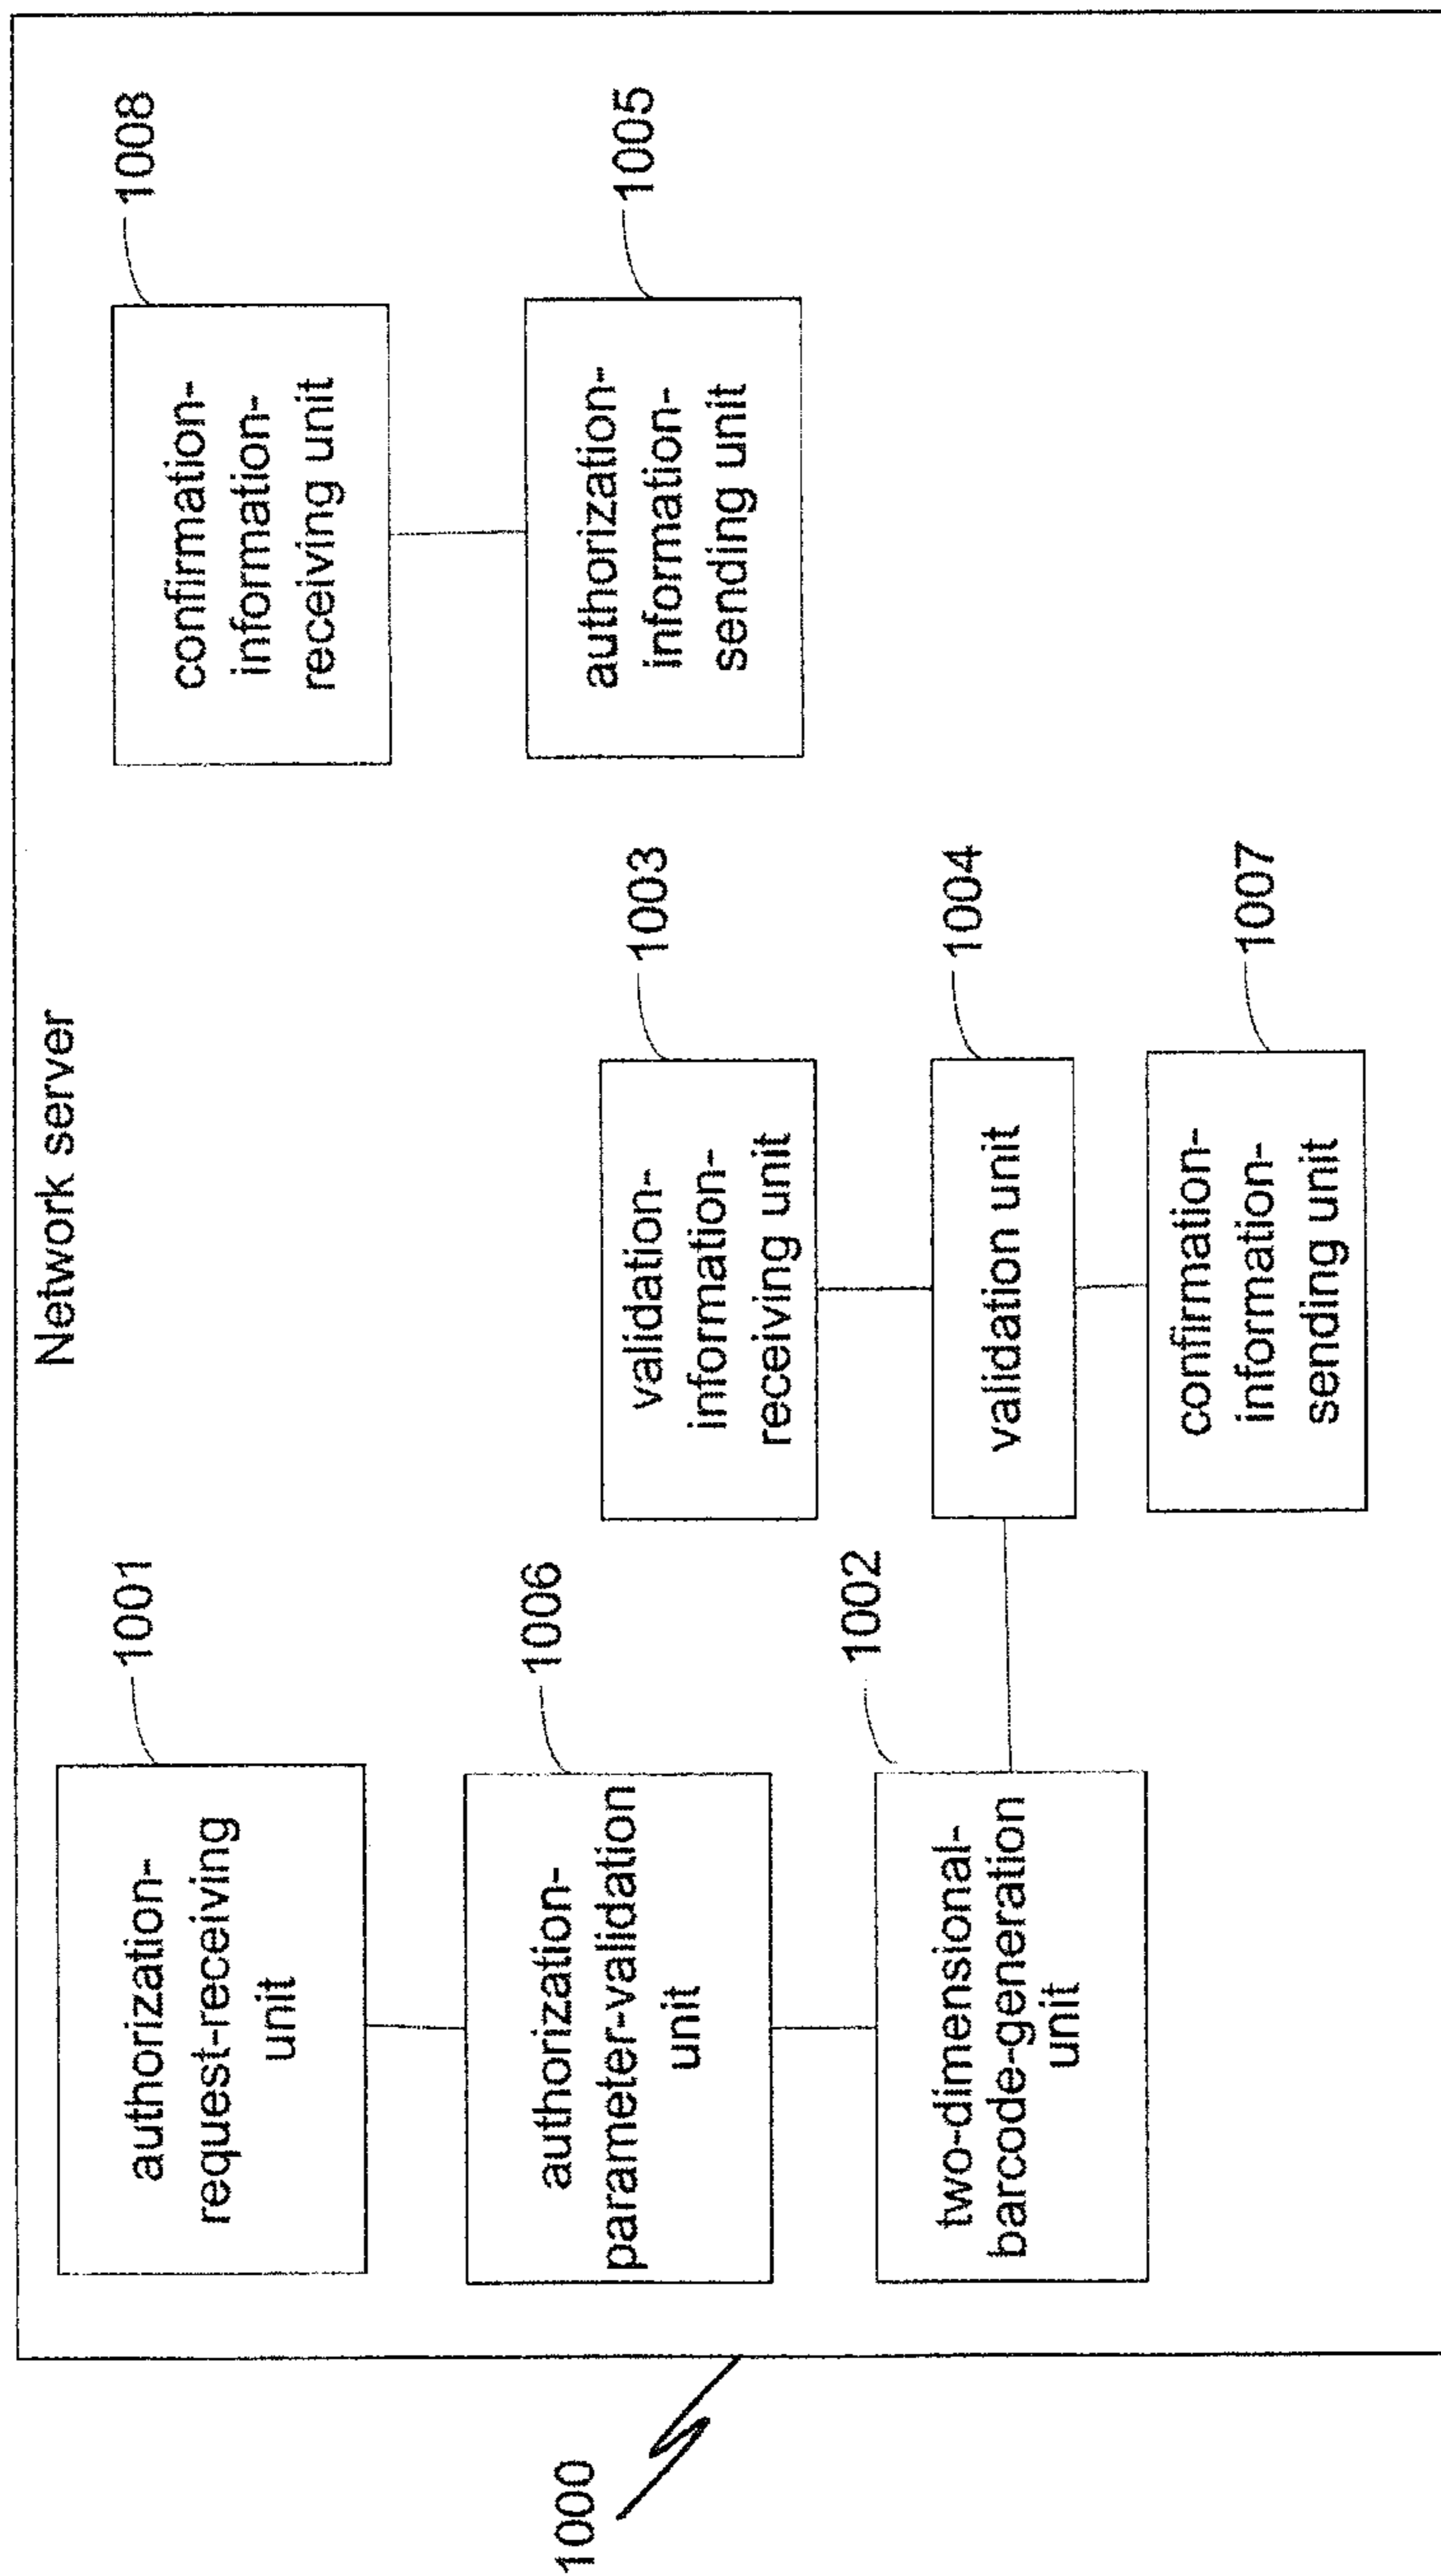 Network server
1000
authorization-
request-receiving
unit
1001
authorization-
parameter-validation
unit
1006
two-dimensional-
barcode-generation
unit
1002
validation-
information-
receiving unit
1003
validation unit
1004
confirmation-
information-
sending unit
1007
confirmation-
information-
receiving unit
1008
authorization-
information-
sending unit
1005